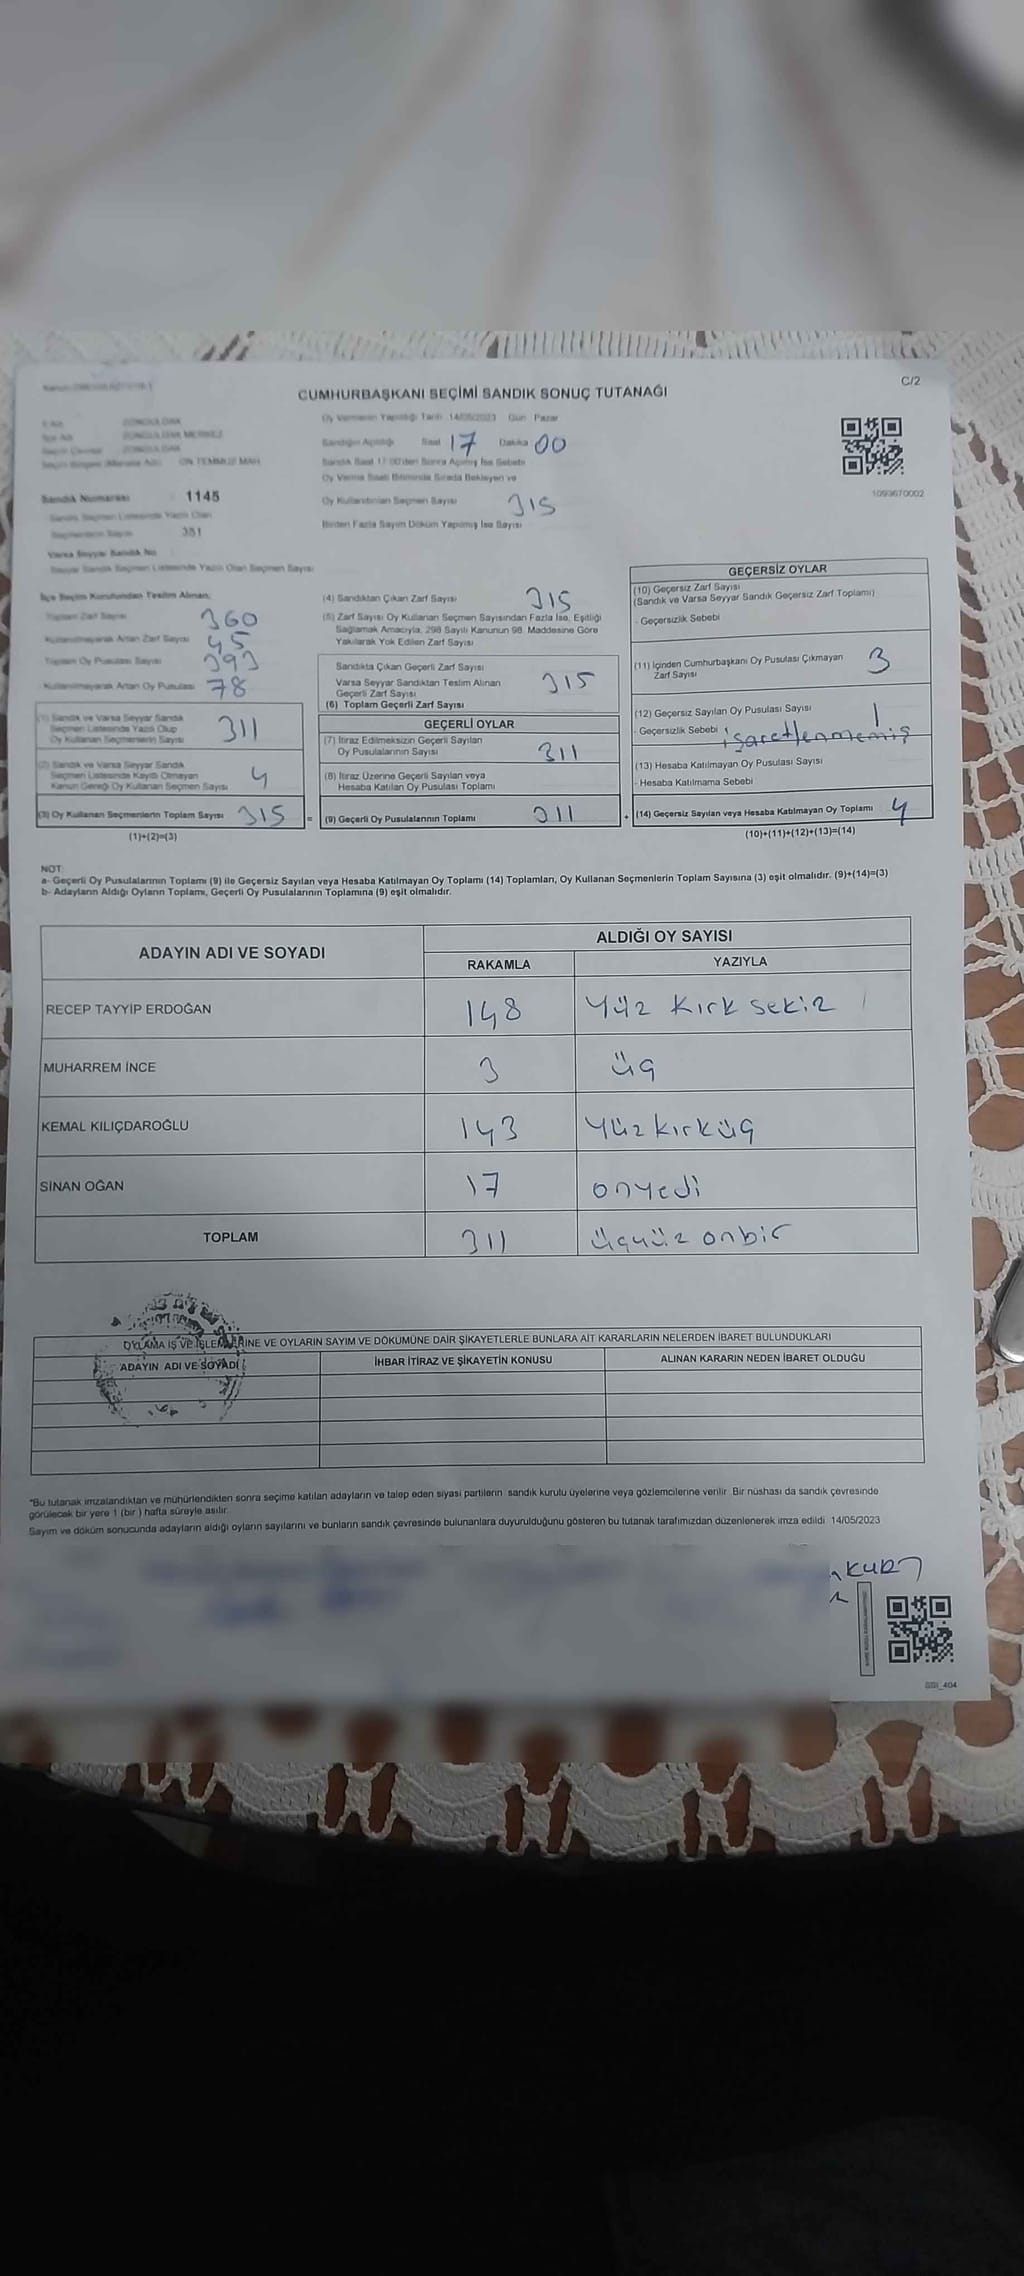 C/2
CUMHURBAŞKANI SEÇİMİ SANDIK SONUÇ TUTANAĞI
İli Adı ZONGULDAK
İlçe Adı ZONGULDAK MERKEZ
Seçim Çevresi ZONGULDAK
ON TEMMUZ MAH.
Sandık Numarası 1145
Sandık Seçmen Listesinde Yazılı Olan
Seçmenlerin Sayısı 351
Varsa Seyyar Sandık No
Seyyar Sandık Seçmen Listesinde Yazılı Olan Seçmen Sayısı
Oy Vermenin Yapıldığı Tarih 14/05/2023 Gün Pazar
Sandığın Açıldığı Saat 17 Dakika 00
Sandık Saat 17:00'den Sonra Açılmış İse Sebebi
Oy Verme Saati Bitiminde Sırada Bekleyen ve
Oy Kullandırılan Seçmen Sayısı 315
Birden Fazla Sayım Döküm Yapılmış İse Sayısı
1093670002
İlçe Seçim Kurulundan Teslim Alınan;
Toplam Zarf Sayısı 360
Kullanılmayarak Artan Zarf Sayısı 45
Toplam Oy Pusulası Sayısı 393
Kullanılmayarak Artan Oy Pusulası 78
(1) Sandık ve Varsa Seyyar Sandık
Seçmen Listesinde Yazılı Olup
Oy Kullanan Seçmenlerin Sayısı 311
(2) Sandık ve Varsa Seyyar Sandık
Seçmen Listesinde Kayıtlı Olmayan
Kanun Gereği Oy Kullanan Seçmen Sayısı 4
(3) Oy Kullanan Seçmenlerin Toplam Sayısı 315 =
(1)+(2)=(3)
(4) Sandıktan Çıkan Zarf Sayısı 315
(5) Zarf Sayısı Oy Kullanan Seçmen Sayısından Fazla İse, Eşitliği
Sağlamak Amacıyla, 298 Sayılı Kanunun 98. Maddesine Göre
Yakılarak Yok Edilen Zarf Sayısı
Sandıkta Çıkan Geçerli Zarf Sayısı
Varsa Seyyar Sandıktan Teslim Alınan
Geçerli Zarf Sayısı
(6) Toplam Geçerli Zarf Sayısı 315
GEÇERLİ OYLAR
(7) İtiraz Edilmeksizin Geçerli Sayılan
Oy Pusulalarının Sayısı 311
(8) İtiraz Üzerine Geçerli Sayılan veya
Hesaba Katılan Oy Pusulası Toplamı
(9) Geçerli Oy Pusulalarının Toplamı 311 +
GEÇERSİZ OYLAR
(10) Geçersiz Zarf Sayısı
(Sandık ve Varsa Seyyar Sandık Geçersiz Zarf Toplamı)
- Geçersizlik Sebebi
(11) İçinden Cumhurbaşkanı Oy Pusulası Çıkmayan
Zarf Sayısı 3
(12) Geçersiz Sayılan Oy Pusulası Sayısı 1
- Geçersizlik Sebebi işaretlenmemiş
(13) Hesaba Katılmayan Oy Pusulası Sayısı
- Hesaba Katılmama Sebebi
(14) Geçersiz Sayılan veya Hesaba Katılmayan Oy Toplamı 4
(10)+(11)+(12)+(13)=(14)
NOT:
a- Geçerli Oy Pusulalarının Toplamı (9) ile Geçersiz Sayılan veya Hesaba Katılmayan Oy Toplamı (14) Toplamları, Oy Kullanan Seçmenlerin Toplam Sayısına (3) eşit olmalıdır. (9)+(14)=(3)
b- Adayların Aldığı Oyların Toplamı, Geçerli Oy Pusulalarının Toplamına (9) eşit olmalıdır.
ADAYIN ADI VE SOYADI ALDIĞI OY SAYISI
RAKAMLA YAZIYLA
RECEP TAYYİP ERDOĞAN 148 Yüz Kırk sekiz
MUHARREM İNCE 3 üç
KEMAL KILIÇDAROĞLU 143 Yüz kırküç
SİNAN OĞAN 17 onyedi
TOPLAM 311 üçyüz onbir
OYLAMA İŞ VE İŞLEMLERİNE VE OYLARIN SAYIM VE DÖKÜMÜNE DAİR ŞİKAYETLERLE BUNLARA AİT KARARLARIN NELERDEN İBARET BULUNDUKLARI
ADAYIN ADI VE SOYADI İHBAR İTİRAZ VE ŞİKAYETİN KONUSU ALINAN KARARIN NEDEN İBARET OLDUĞU
*Bu tutanak imzalandıktan ve mühürlendikten sonra seçime katılan adayların ve talep eden siyasi partilerin sandık kurulu üyelerine veya gözlemcilerine verilir. Bir nüshası da sandık çevresinde
görülecek bir yere 1 (bir) hafta süreyle asılır.
Sayım ve döküm sonucunda adayların aldığı oyların sayılarını ve bunların sandık çevresinde bulunanlara duyurulduğunu gösteren bu tutanak tarafımızdan düzenlenerek imza edildi 14/05/2023
KURT